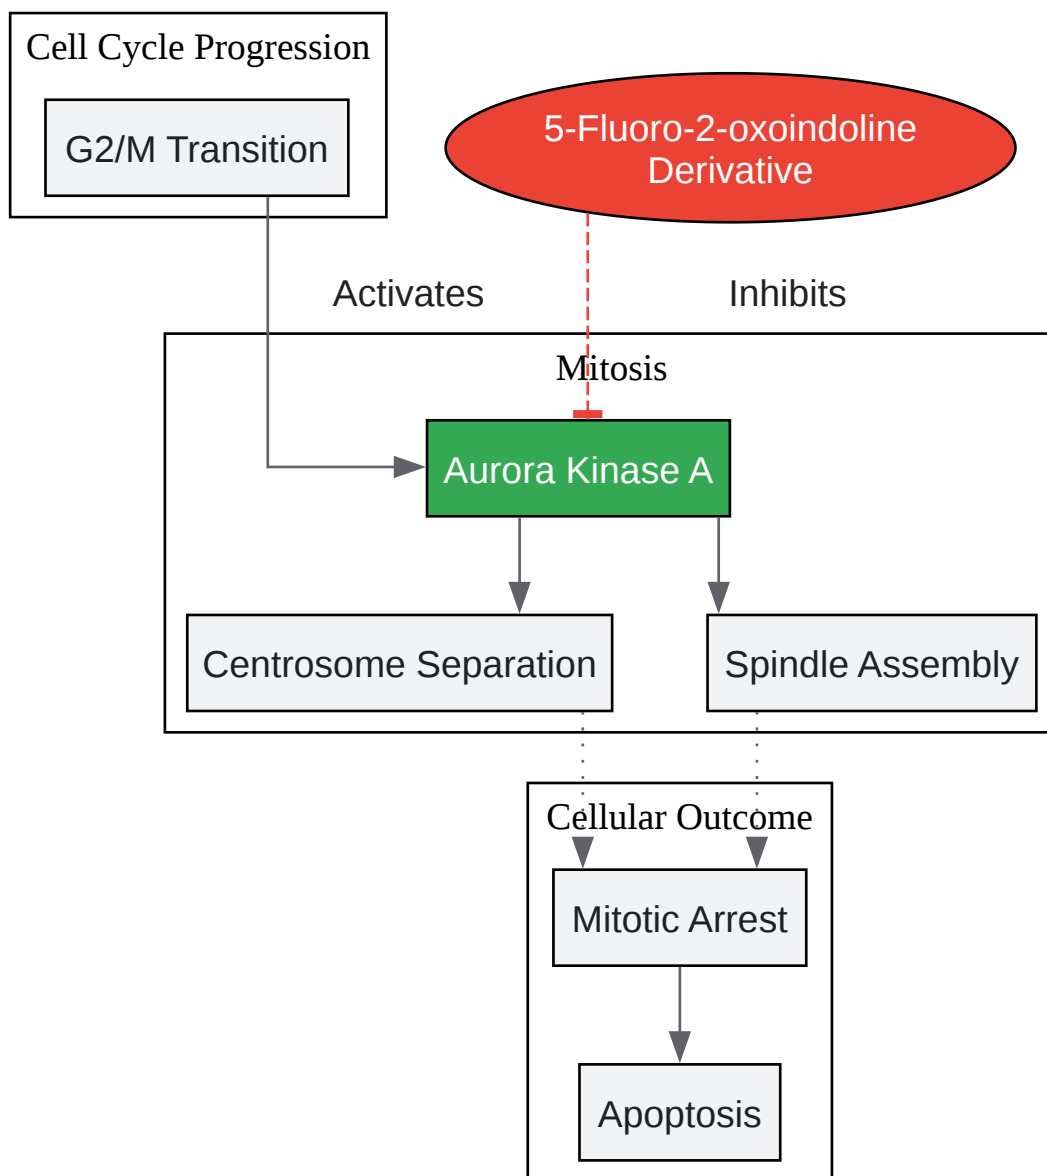 Cell Cycle Progression
G2/M Transition
5-Fluoro-2-oxoindoline
Derivative
Activates
Inhibits
Mitosis
Aurora Kinase A
Centrosome Separation
Spindle Assembly
Cellular Outcome
Mitotic Arrest
Apoptosis